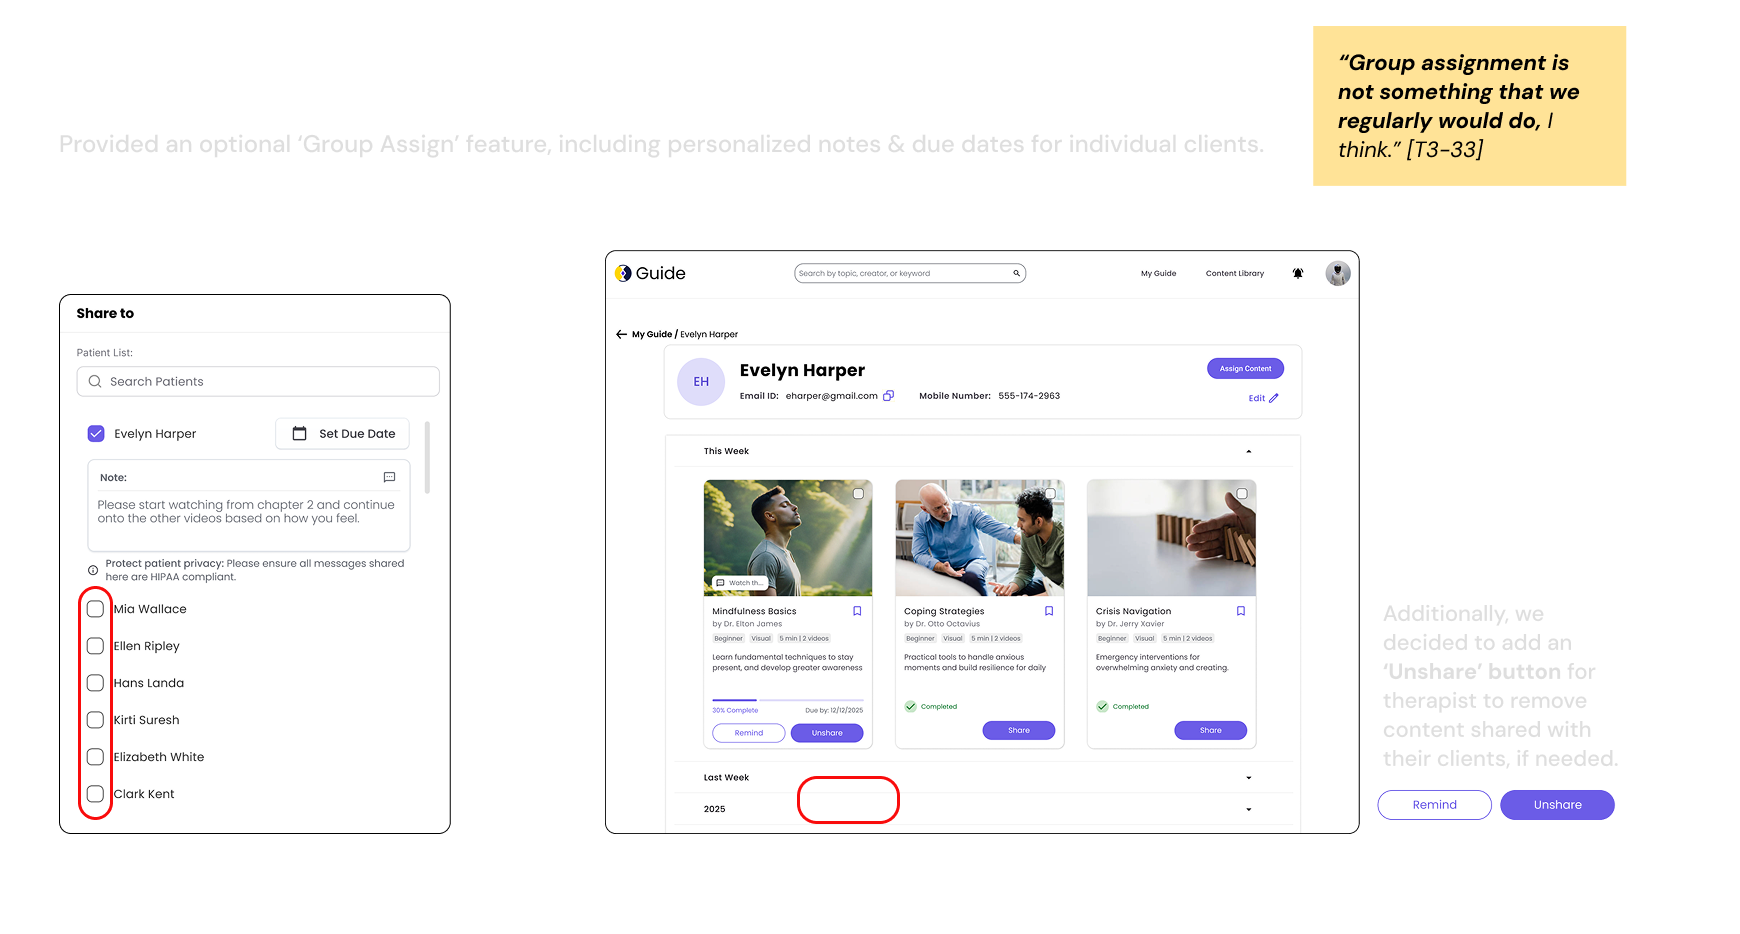 “Group assignment is
not something that we
regularly would do, I
think.” [T3-33]
Provided an optional ‘Group Assign’ feature, including personalized notes & due dates for individual clients.
Share to
Patient List:
Search Patients
Evelyn Harper
Set Due Date
Note:
Please start watching from chapter 2 and continue
onto the other videos based on how you feel.
Protect patient privacy: Please ensure all messages shared
here are HIPAA compliant.
Mia Wallace
Ellen Ripley
Hans Landa
Kirti Suresh
Elizabeth White
Clark Kent
Guide
Search by topic, creator, or keyword
My Guide
Content Library
My Guide / Evelyn Harper
EH
Evelyn Harper
Assign Content
Email ID: eharper@gmail.com
Mobile Number: 555-174-2963
Edit
This Week
Watch th...
Mindfulness Basics
by Dr. Elton James
Beginner Visual 5 min | 2 videos
Learn fundamental techniques to stay
present, and develop greater awareness
30% Complete
Due by: 12/12/2025
Remind
Unshare
Coping Strategies
by Dr. Otto Octavius
Beginner Visual 5 min | 2 videos
Practical tools to handle anxious
moments and build resilience for daily
Completed
Share
Crisis Navigation
by Dr. Jerry Xavier
Beginner Visual 5 min | 2 videos
Emergency interventions for
overwhelming anxiety and creating.
Completed
Share
Last Week
2025
Additionally, we
decided to add an
‘Unshare’ button for
therapist to remove
content shared with
their clients, if needed.
Remind
Unshare